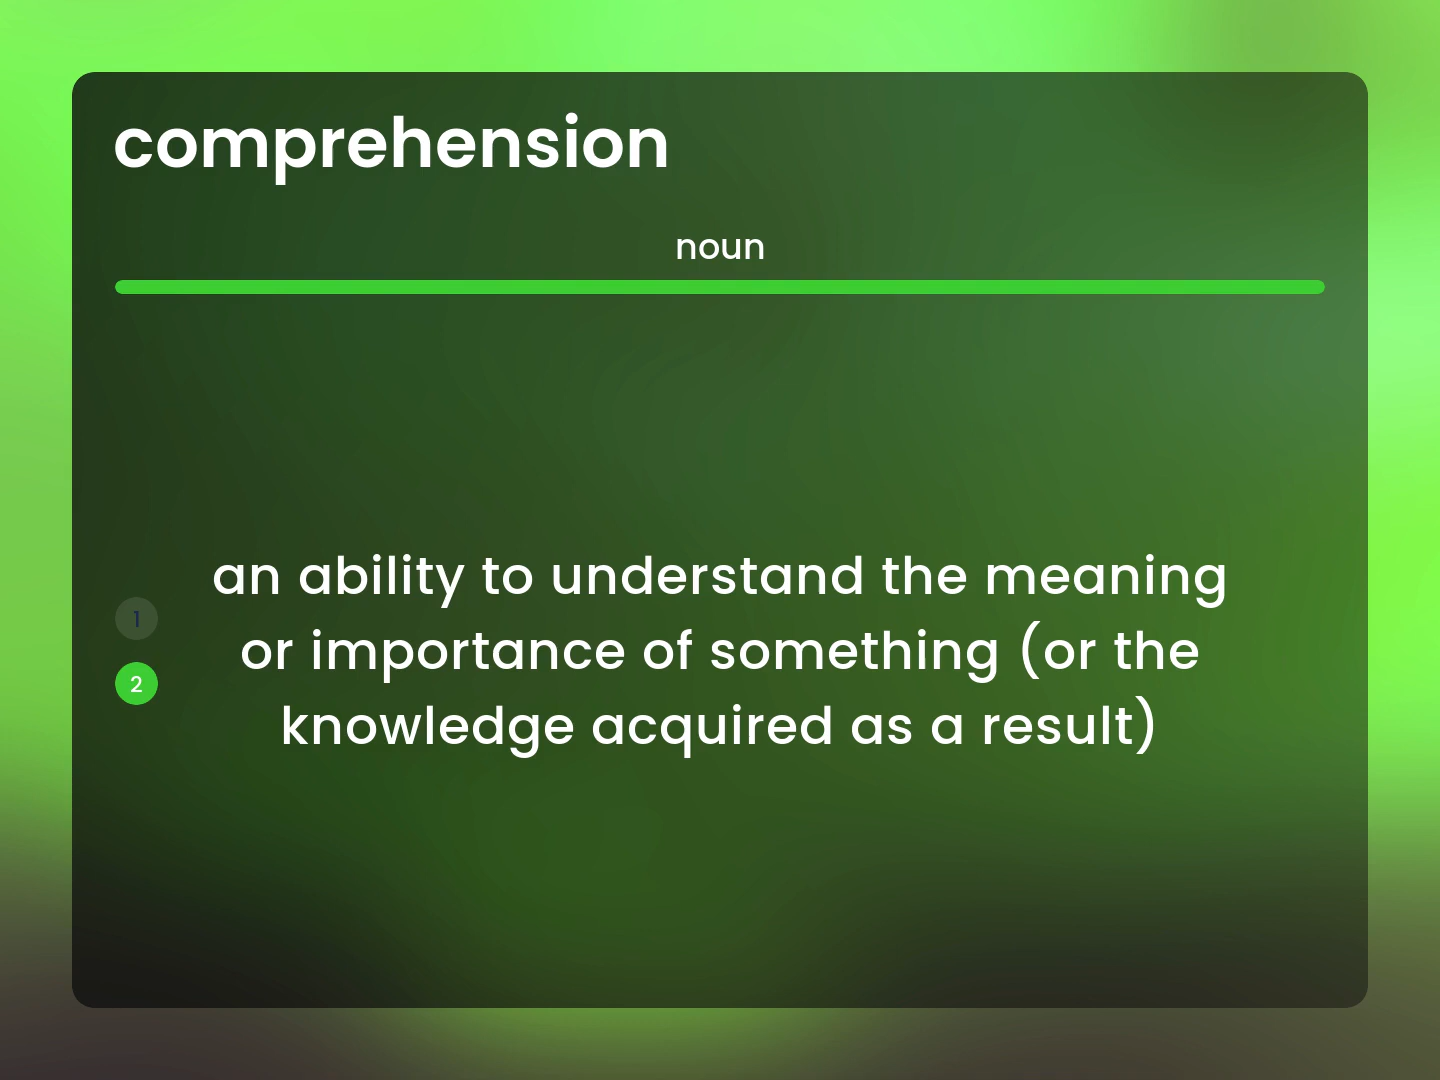 comprehension
noun
an ability to understand the meaning
1
or importance of something (or the
2
knowledge acquired as a result)